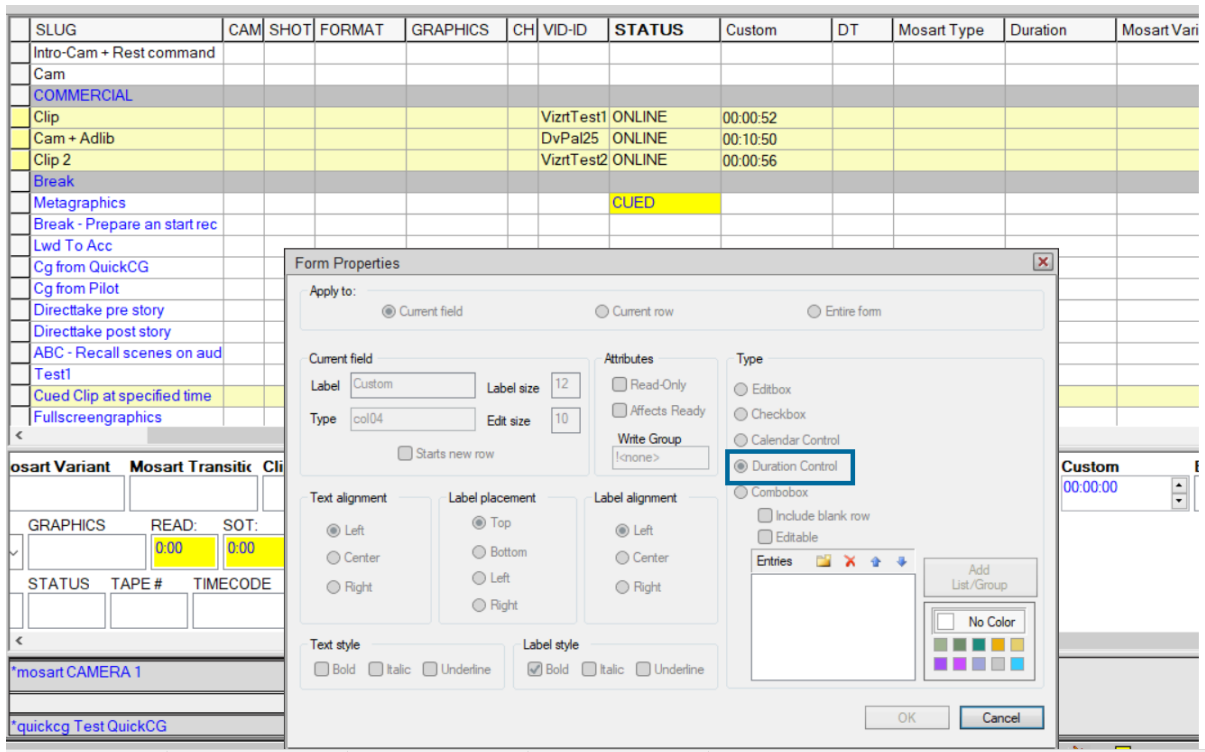 SLUG CAM SHOT FORMAT GRAPHICS CH VID-ID STATUS Custom DT Mosart Type Duration Mosart Vari
Intro-Cam + Rest command
Cam
COMMERCIAL
Clip VizrtTest1 ONLINE 00:00:52
Cam + Adlib DvPal25 ONLINE 00:10:50
Clip 2 VizrtTest2 ONLINE 00:00:56
Break
Metagraphics CUED
Break - Prepare an start rec
Lwd To Acc
Cg from QuickCG
Cg from Pilot
Directtake pre story
Directtake post story
ABC - Recall scenes on aud
Test1
Cued Clip at specified time
Fullscreengraphics
osart Variant Mosart Transitic Cli
GRAPHICS READ: SOT:
0:00 0:00
STATUS TAPE # TIMECODE
*mosart CAMERA 1
*quickcg Test QuickCG
Form Properties
Apply to:
Current field Current row Entire form
Current field
Label Custom Label size 12
Type col04 Edit size 10
Starts new row
Attributes
Read-Only
Affects Ready
Write Group
!<none>
Type
Editbox
Checkbox
Calendar Control
Duration Control
Combobox
Include blank row
Editable
Entries
Add
List/Group
No Color
Text alignment
Left
Center
Right
Label placement
Top
Bottom
Left
Right
Label alignment
Left
Center
Right
Text style
Bold Italic Underline
Label style
Bold Italic Underline
OK Cancel
Custom
00:00:00